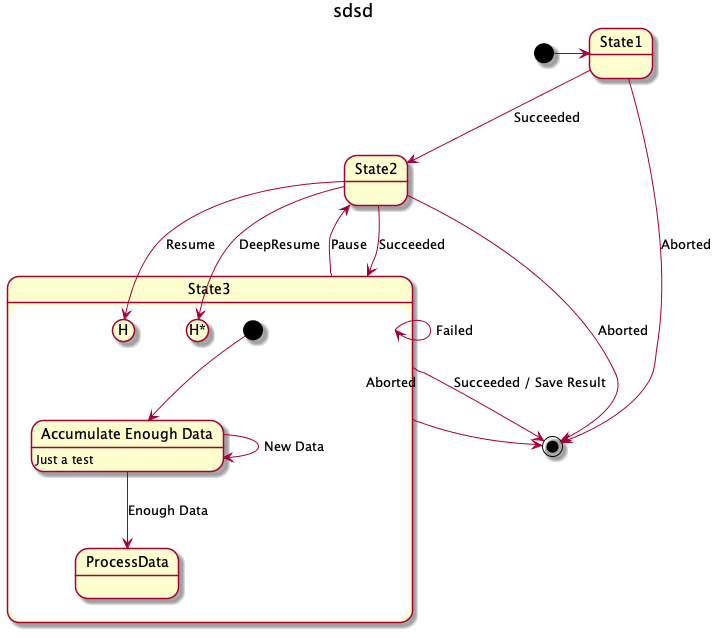 sdsd
State1
Succeeded
State2
Resume
DeepResume
Pause
Succeeded
Aborted
State3
H
H*
Failed
Aborted
Aborted
Succeeded / Save Result
Accumulate Enough Data
Just a test
New Data
Enough Data
ProcessData